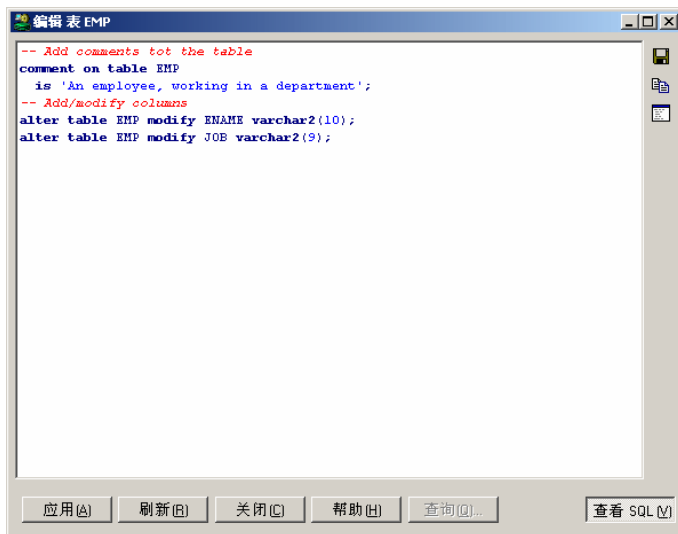 编辑 表 EMP
-- Add comments tot the table
comment on table EMP
  is 'An employee, working in a department';
-- Add/modify columns
alter table EMP modify ENAME varchar2(10);
alter table EMP modify JOB varchar2(9);
应用(A) 刷新(R) 关闭(C) 帮助(H) 查询(Q)... 查看 SQL (V)